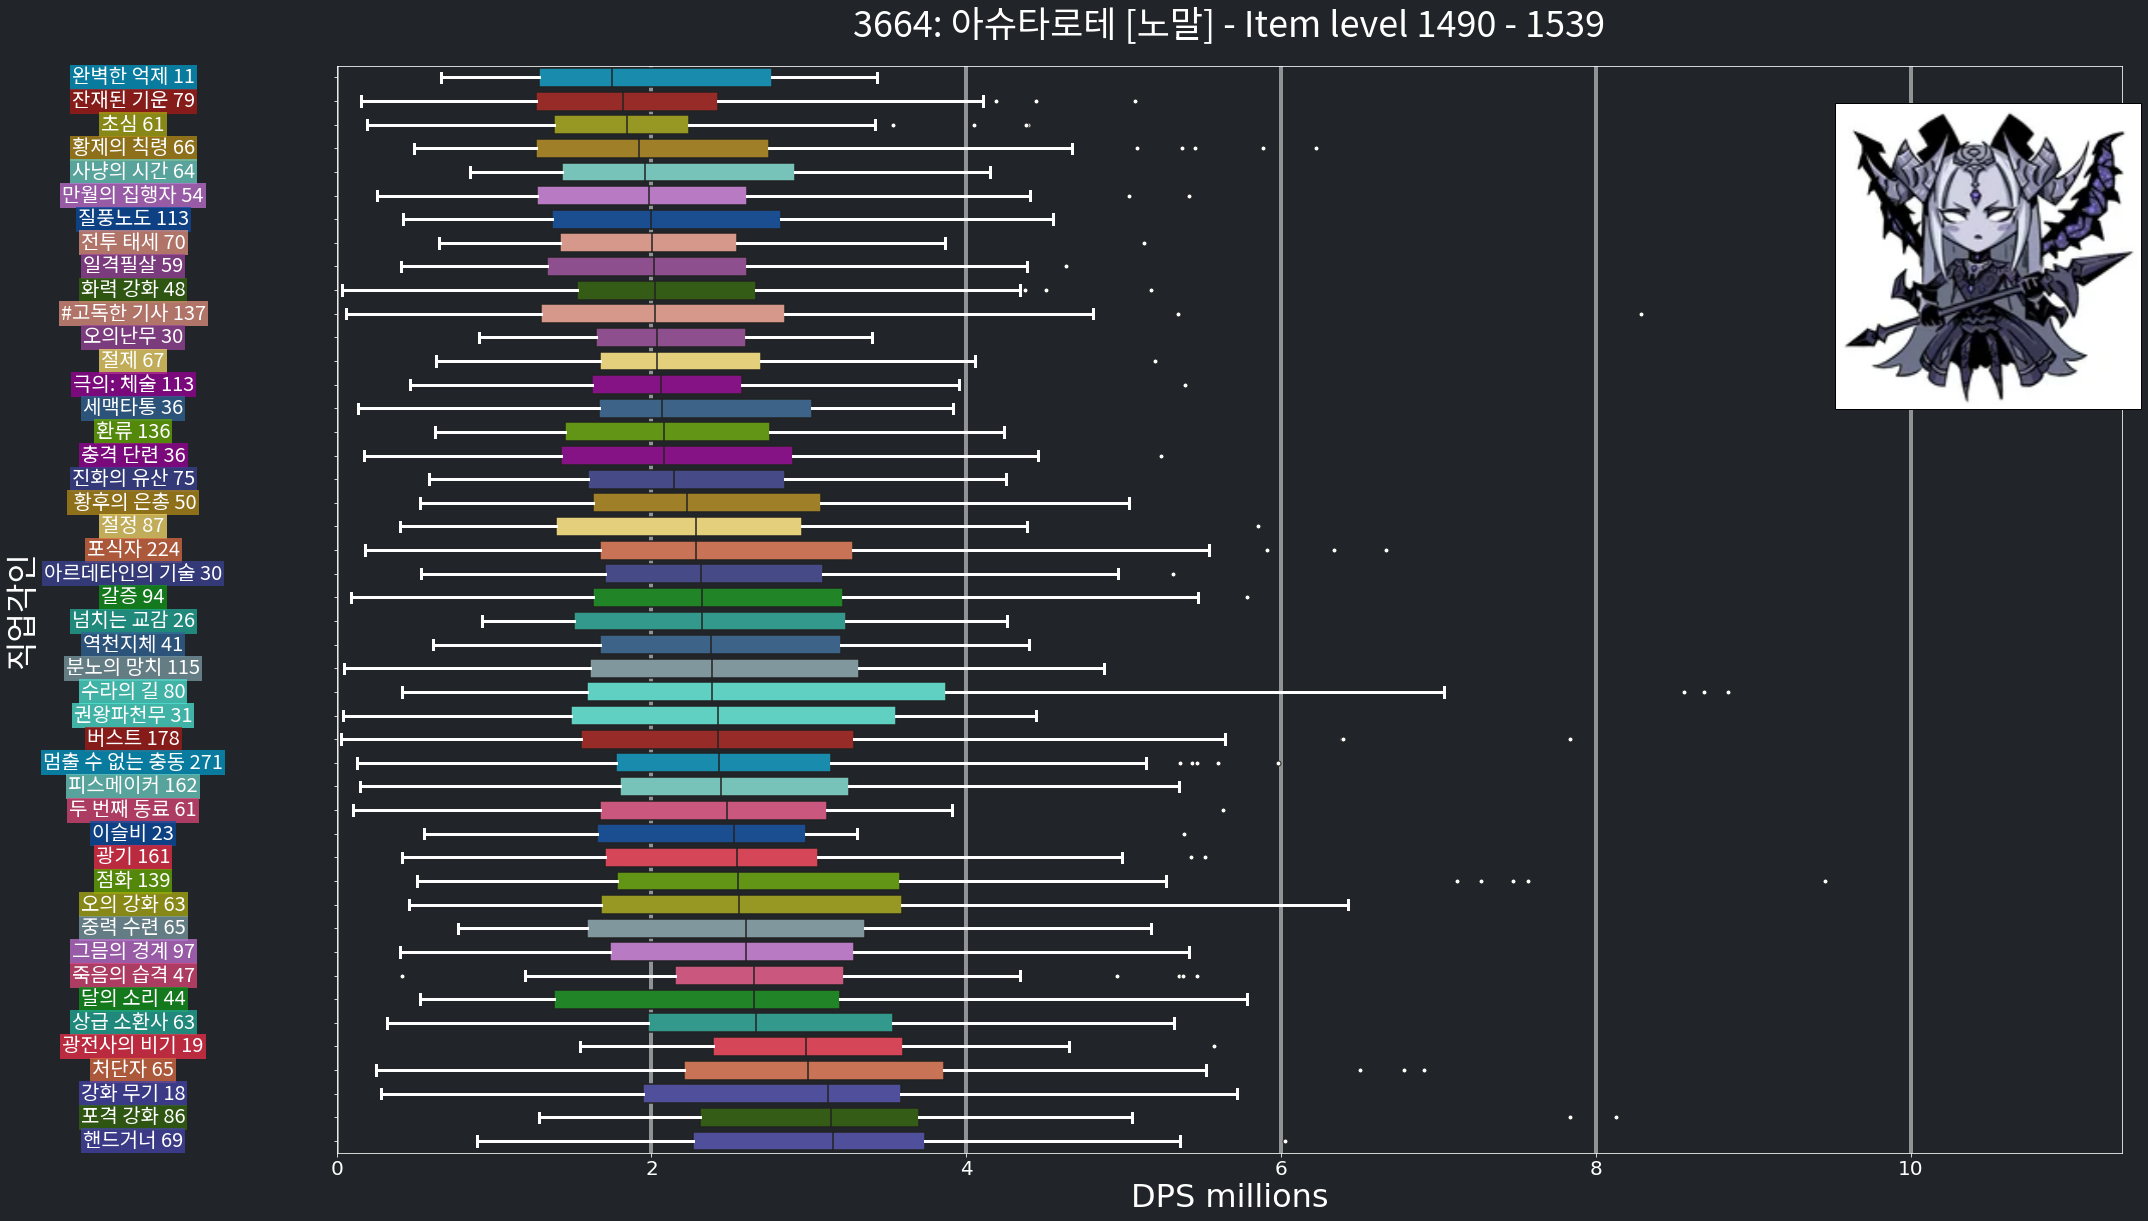 3664: 아슈타로테 [노말] - Item level 1490 - 1539
완벽한 억제 11
잔재된 기운 79
초심 61
황제의 칙령 66
사냥의 시간 64
만월의 집행자 54
질풍노도 113
전투 태세 70
일격필살 59
화력 강화 48
#고독한 기사 137
오의난무 30
절제 67
극의: 체술 113
세맥타통 36
환류 136
충격 단련 36
진화의 유산 75
황후의 은총 50
절정 87
포식자 224
아르데타인의 기술 30
갈증 94
넘치는 교감 26
역천지체 41
분노의 망치 115
수라의 길 80
권왕파천무 31
버스트 178
멈출 수 없는 충동 271
피스메이커 162
두 번째 동료 61
이슬비 23
광기 161
점화 139
오의 강화 63
중력 수련 65
그믐의 경계 97
죽음의 습격 47
달의 소리 44
상급 소환사 63
광전사의 비기 19
처단자 65
강화 무기 18
포격 강화 86
핸드거너 69
직업각인
0 2 4 6 8 10
DPS millions